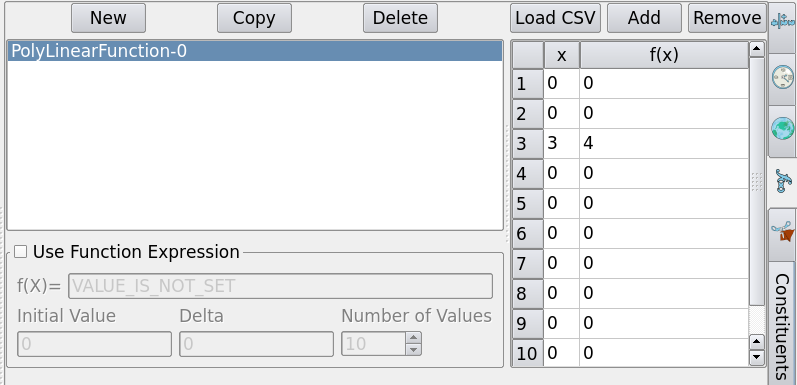 New Copy Delete Load CSV Add Remove
PolyLinearFunction-0
x f(x)
1 0 0
2 0 0
3 3 4
4 0 0
5 0 0
6 0 0
7 0 0
8 0 0
9 0 0
10 0 0
Use Function Expression
f(X)= VALUE_IS_NOT_SET
Initial Value Delta Number of Values
0 0 10
Constituents